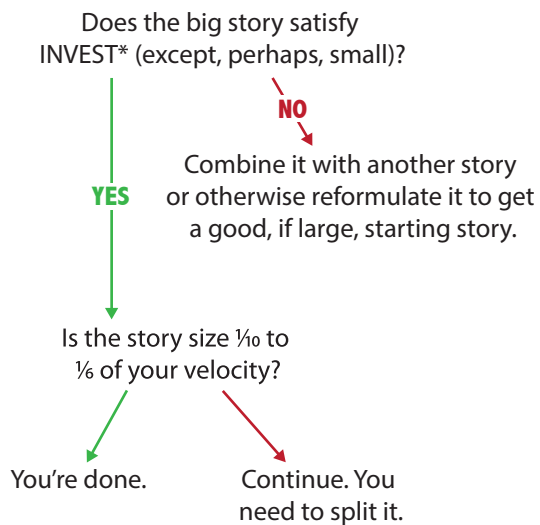 Does the big story satisfy
INVEST* (except, perhaps, small)?
NO
Combine it with another story
YES
or otherwise reformulate it to get
a good, if large, starting story.
Is the story size 1⁄10 to
1⁄6 of your velocity?
You’re done.
Continue. You
need to split it.